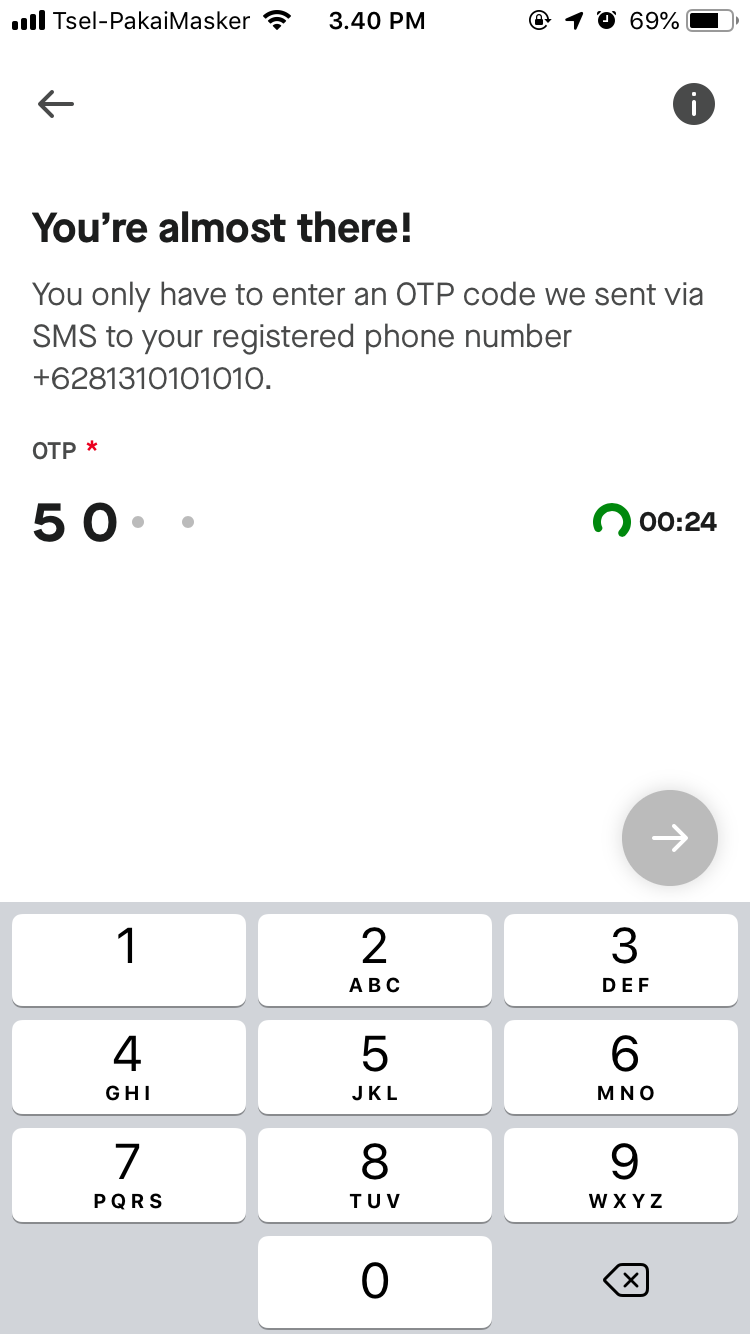 Tsel-PakaiMasker 3.40 PM 69%
You’re almost there!
You only have to enter an OTP code we sent via
SMS to your registered phone number
+6281310101010.
OTP *
5 0 00:24
1 2 3
ABC DEF
4 5 6
GHI JKL MNO
7 8 9
PQRS TUV WXYZ
0